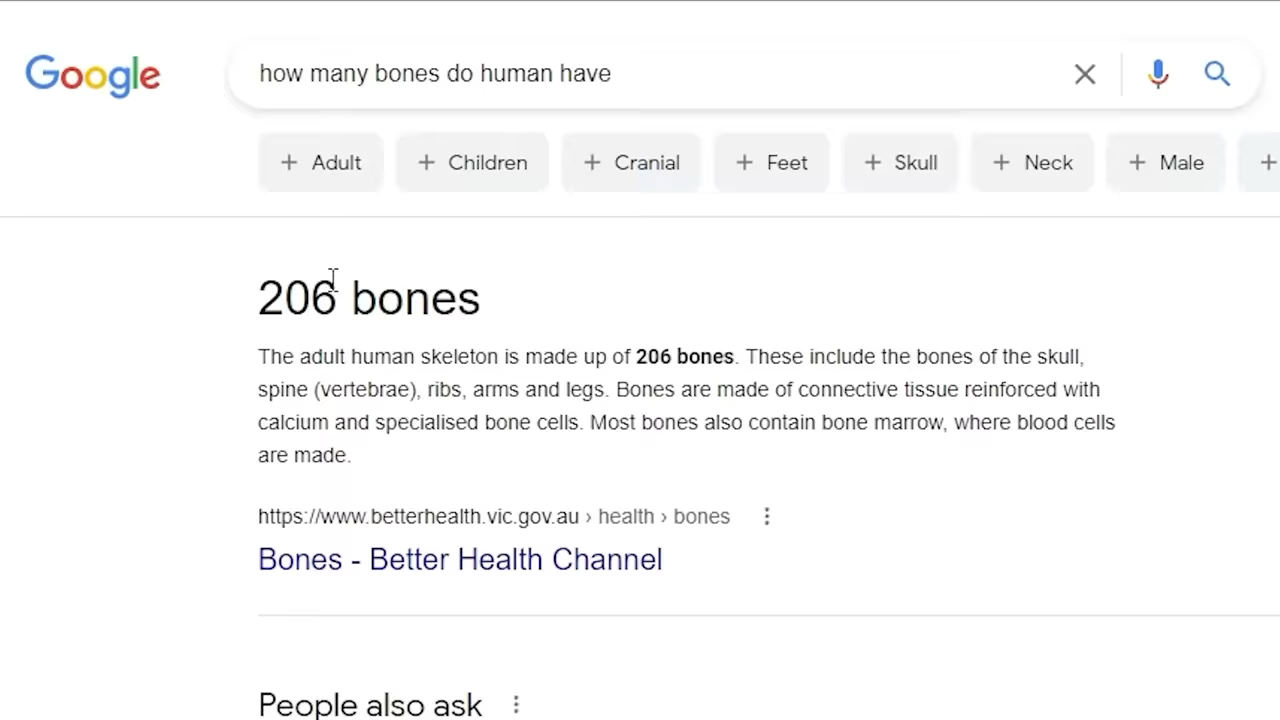 Google
how many bones do human have
+ Adult
+ Children
+ Cranial
+ Feet
+ Skull
+ Neck
+ Male
+
206 bones
The adult human skeleton is made up of 206 bones. These include the bones of the skull,
spine (vertebrae), ribs, arms and legs. Bones are made of connective tissue reinforced with
calcium and specialised bone cells. Most bones also contain bone marrow, where blood cells
are made.
https://www.betterhealth.vic.gov.au › health › bones
Bones - Better Health Channel
People also ask